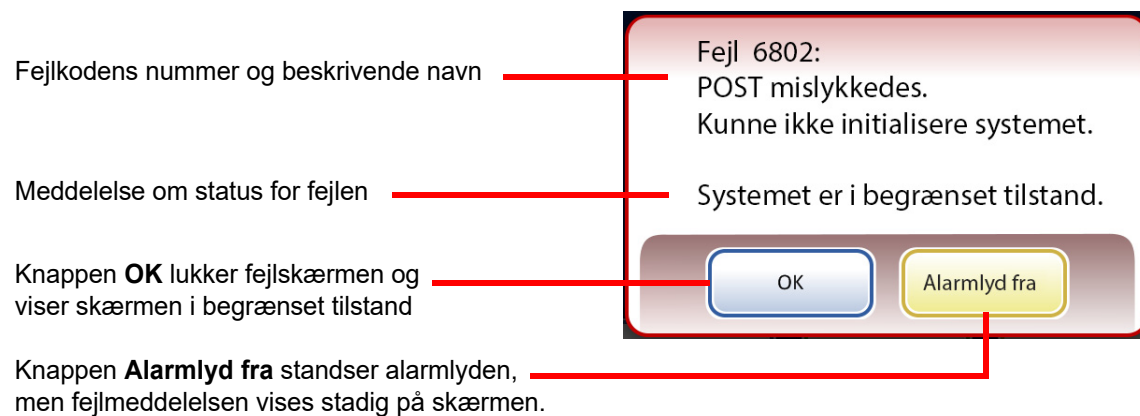 Fejlkodens nummer og beskrivende navn
Meddelelse om status for fejlen
Knappen OK lukker fejlskærmen og
viser skærmen i begrænset tilstand
Knappen Alarmlyd fra standser alarmlyden,
men fejlmeddelelsen vises stadig på skærmen.
Fejl 6802:
POST mislykkedes.
Kunne ikke initialisere systemet.
Systemet er i begrænset tilstand.
OK
Alarmlyd fra